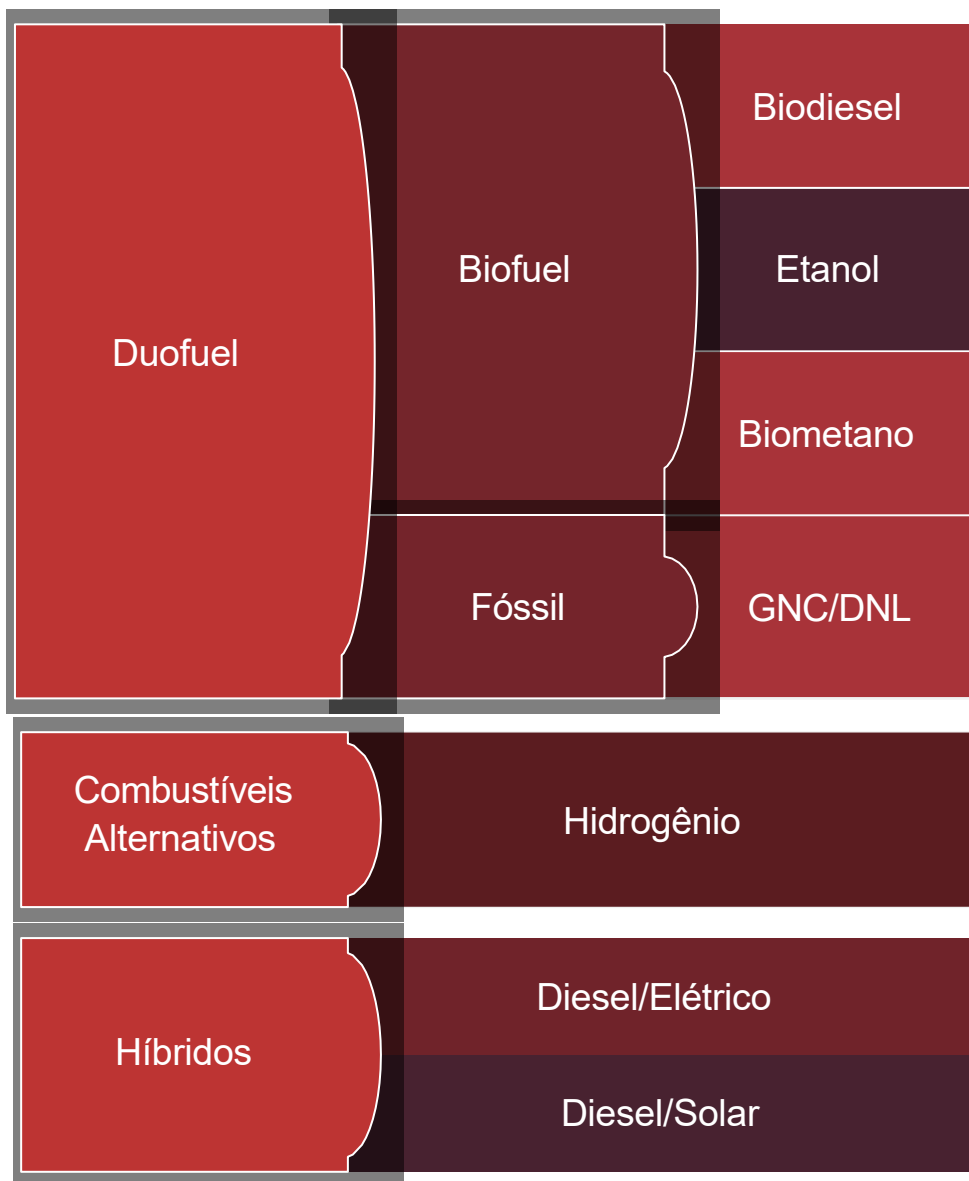 Duofuel
Biofuel
Biodiesel
Etanol
Biometano
Fóssil
GNC/DNL
Combustíveis
Alternativos
Hidrogênio
Híbridos
Diesel/Elétrico
Diesel/Solar